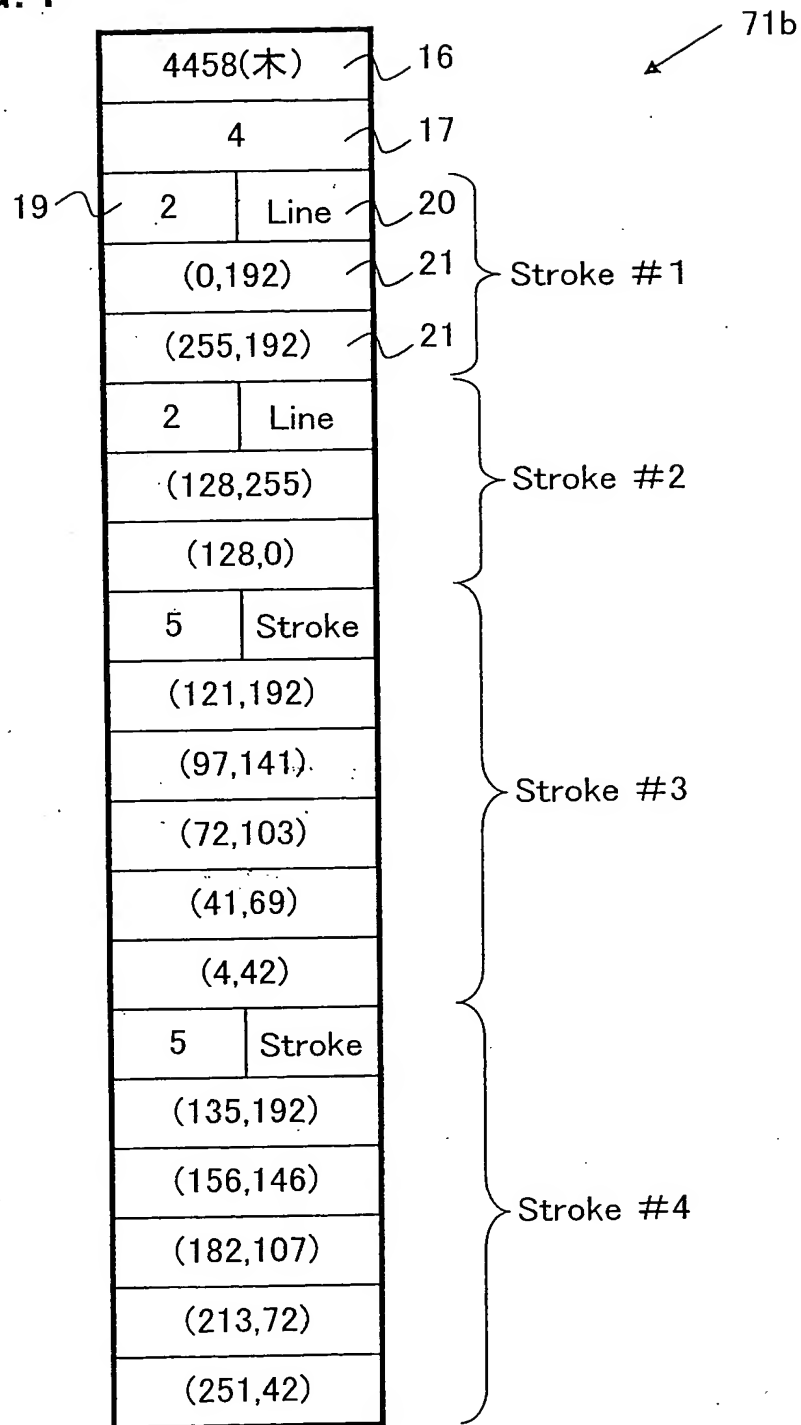 71b
4458(木) 16
4 17
19 2 Line 20
(0,192) 21 Stroke #1
(255,192) 21
2 Line
(128,255) Stroke #2
(128,0)
5 Stroke
(121,192)
(97,141)
(72,103) Stroke #3
(41,69)
(4,42)
5 Stroke
(135,192)
(156,146)
(182,107) Stroke #4
(213,72)
(251,42)